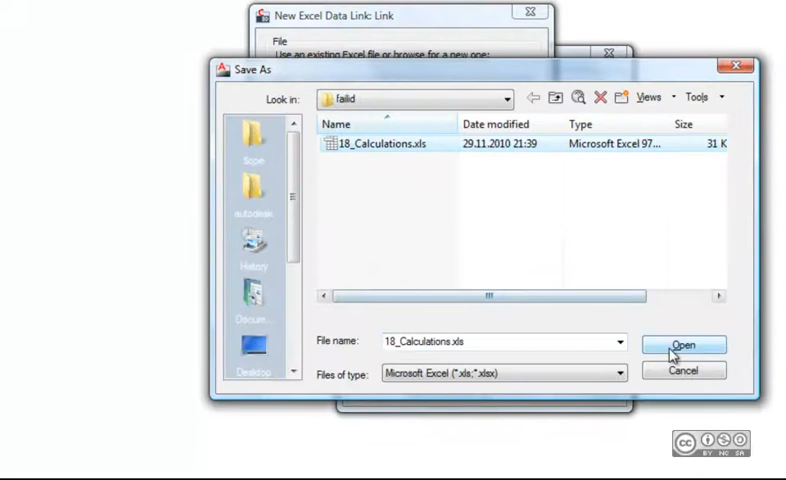 New Excel Data Link: Link
File
Use an existing Excel file or browse for a new one:
Save As
Look in:
failid
Views
Tools
Name
Date modified
Type
Size
18_Calculations.xls
29.11.2010 21:39
Microsoft Excel 97...
31 K
Scope
autodesk
History
Docum...
Desktop
File name:
18_Calculations.xls
Open
Files of type:
Microsoft Excel (*.xls;*.xlsx)
Cancel
cc
BY NC SA